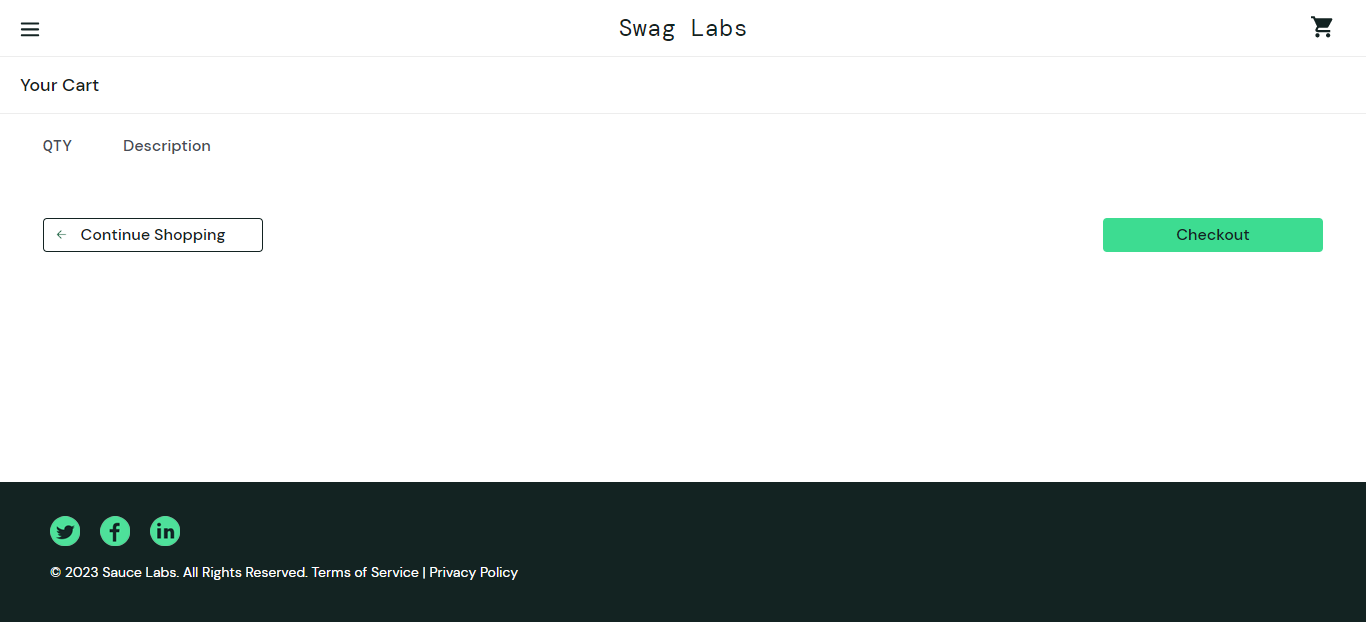 Swag Labs
Your Cart
QTY Description
Continue Shopping Checkout
© 2023 Sauce Labs. All Rights Reserved. Terms of Service | Privacy Policy